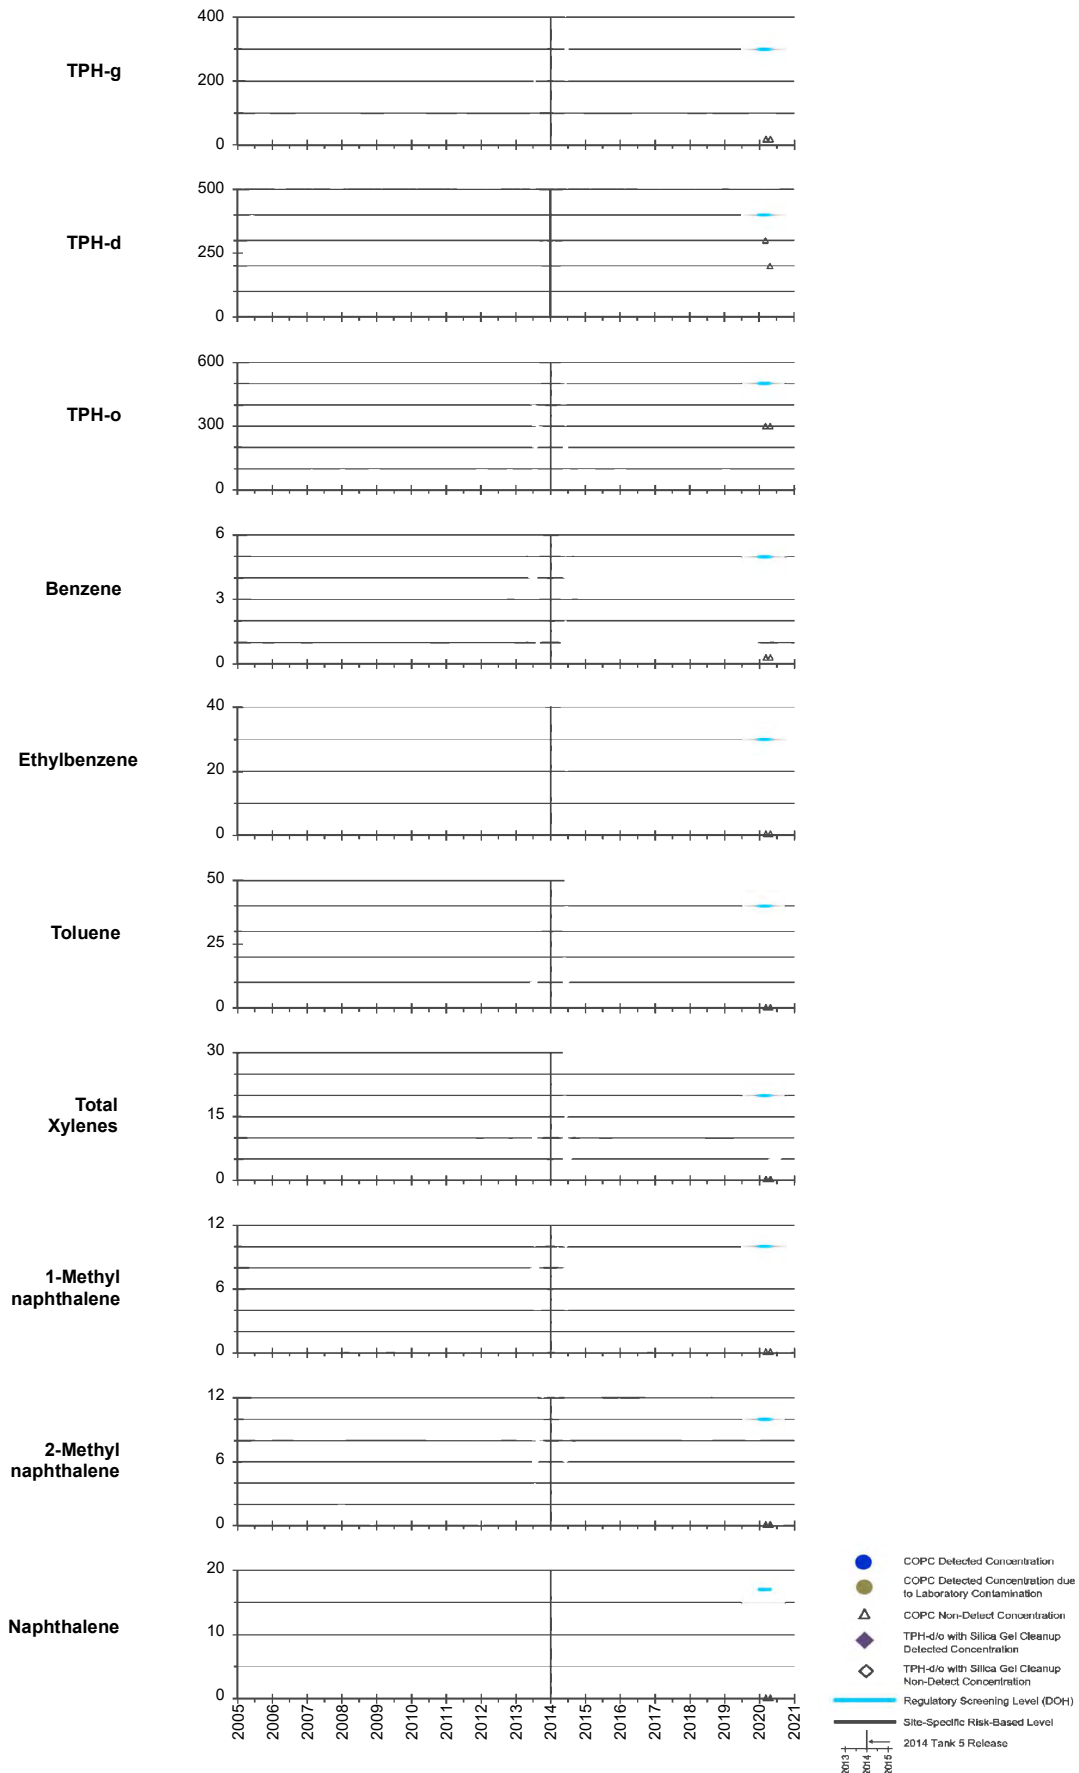 400
TPH-g
200
0
500
TPH-d
250
0
600
TPH-o
300
0
6
Benzene
3
0
40
Ethylbenzene
20
0
50
Toluene
25
0
30
Total
Xylenes
15
0
12
1-Methyl
naphthalene
6
0
12
2-Methyl
naphthalene
6
0
20
Naphthalene
10
0
2005 2006 2007 2008 2009 2010 2011 2012 2013 2014 2015 2016 2017 2018 2019 2020 2021
COPC Detected Concentration
COPC Detected Concentration due
to Laboratory Contamination
COPC Non-Detect Concentration
TPH-d/o with Silica Gel Cleanup
Detected Concentration
TPH-d/o with Silica Gel Cleanup
Non-Detect Concentration
Regulatory Screening Level (DOH)
Site-Specific Risk-Based Level
2014 Tank 5 Release
2013 2014 2015